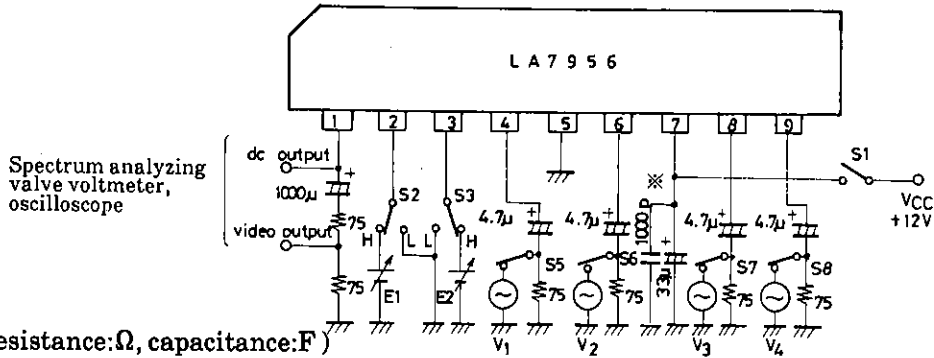 LA7956
1 2 3 4 5 6 7 8 9
Spectrum analyzing
valve voltmeter,
oscilloscope
dc output
+
1000μ
75
video output
75
S2
S3
H L L H
E1
E2
4.7μ +
S5
75
V1
4.7μ +
S6
75
V2
※
1000P
33μ
+
4.7μ +
S7
75
V3
4.7μ +
S8
75
V4
S1
VCC
+12V
esistance:Ω, capacitance:F )